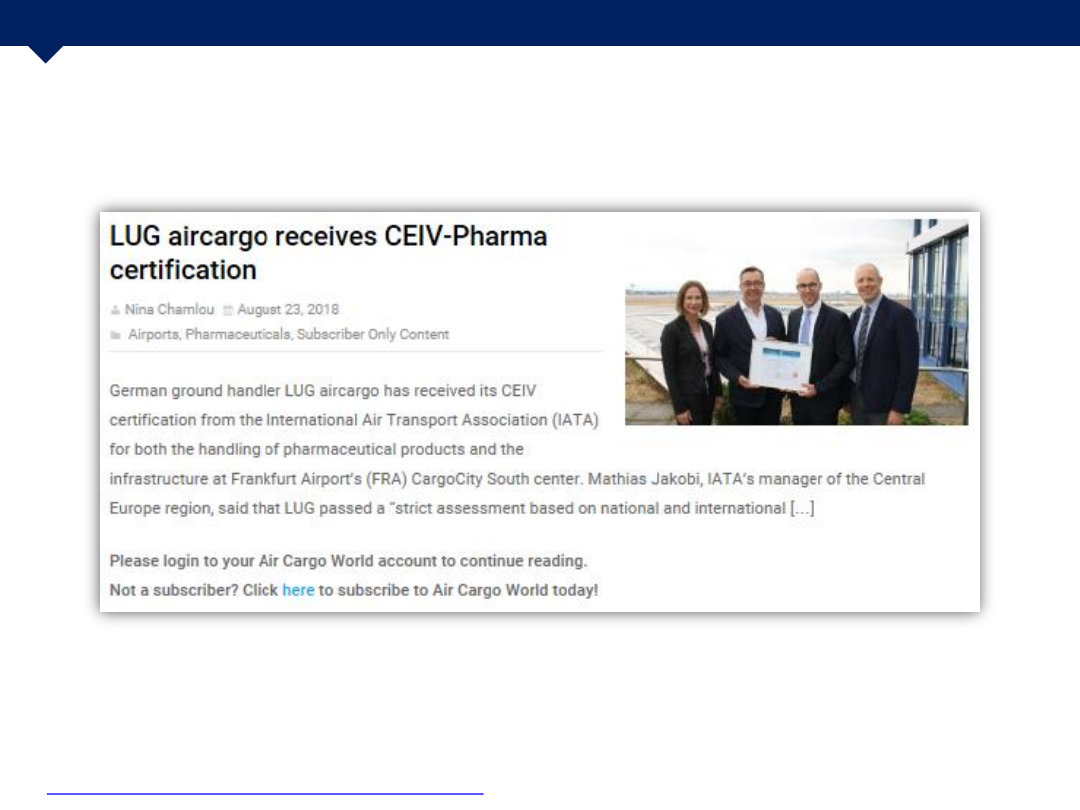 LUG aircargo receives CEIV-Pharma
certification
Nina Chamlou August 23, 2018
Airports, Pharmaceuticals, Subscriber Only Content
German ground handler LUG aircargo has received its CEIV
certification from the International Air Transport Association (IATA)
for both the handling of pharmaceutical products and the
infrastructure at Frankfurt Airport's (FRA) CargoCity South center. Mathias Jakobi, IATA's manager of the Central
Europe region, said that LUG passed a "strict assessment based on national and international [...]
Please login to your Air Cargo World account to continue reading.
Not a subscriber? Click here to subscribe to Air Cargo World today!